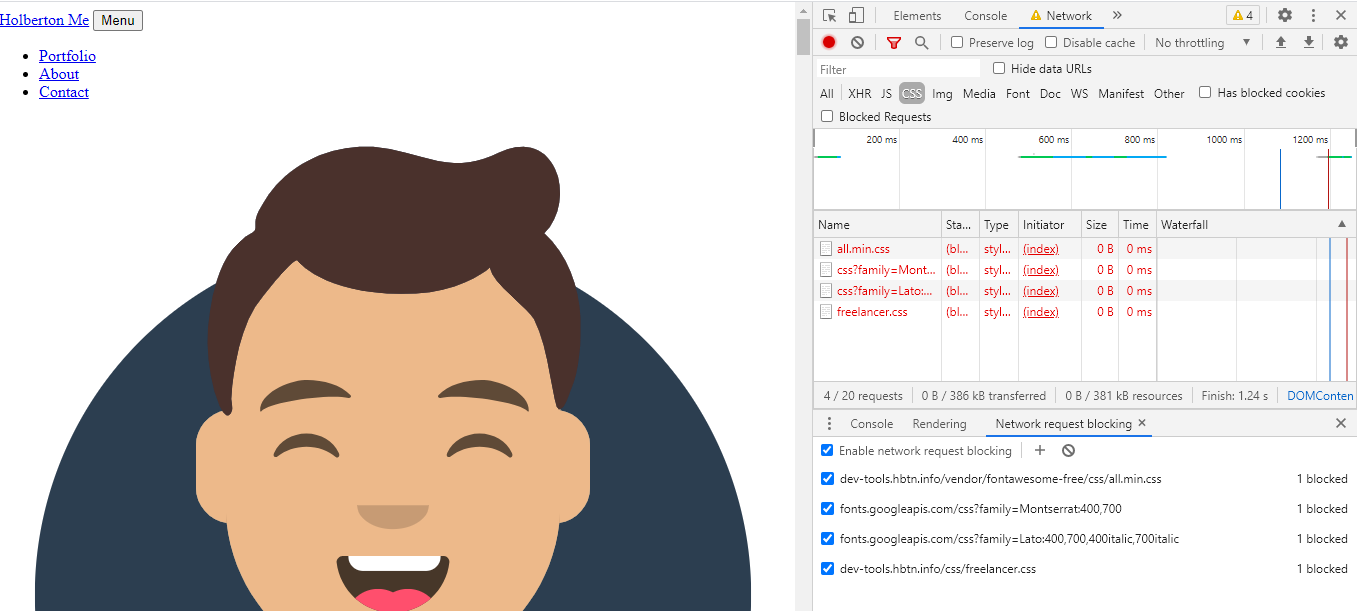 Holberton Me Menu
Portfolio
About
Contact
Elements Console Network 4
Preserve log Disable cache No throttling
Filter Hide data URLs
All XHR JS CSS Img Media Font Doc WS Manifest Other Has blocked cookies
Blocked Requests
200 ms 400 ms 600 ms 800 ms 1000 ms 1200 ms
Name Sta... Type Initiator Size Time Waterfall
all.min.css (bl... styl... (index) 0 B 0 ms
css?family=Mont... (bl... styl... (index) 0 B 0 ms
css?family=Lato:... (bl... styl... (index) 0 B 0 ms
freelancer.css (bl... styl... (index) 0 B 0 ms
4 / 20 requests 0 B / 386 kB transferred 0 B / 381 kB resources Finish: 1.24 s DOMConten
Console Rendering Network request blocking
Enable network request blocking
dev-tools.hbtn.info/vendor/fontawesome-free/css/all.min.css 1 blocked
fonts.googleapis.com/css?family=Montserrat:400,700 1 blocked
fonts.googleapis.com/css?family=Lato:400,700,400italic,700italic 1 blocked
dev-tools.hbtn.info/css/freelancer.css 1 blocked